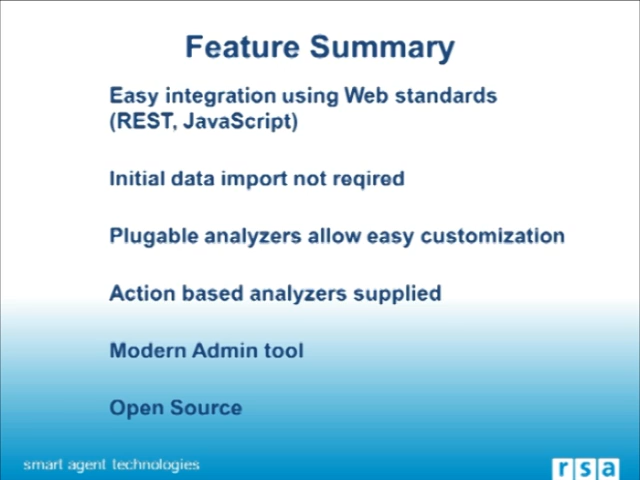 Feature Summary
Easy integration using Web standards
(REST, JavaScript)
Initial data import not reqired
Plugable analyzers allow easy customization
Action based analyzers supplied
Modern Admin tool
Open Source
smart agent technologies
rsa